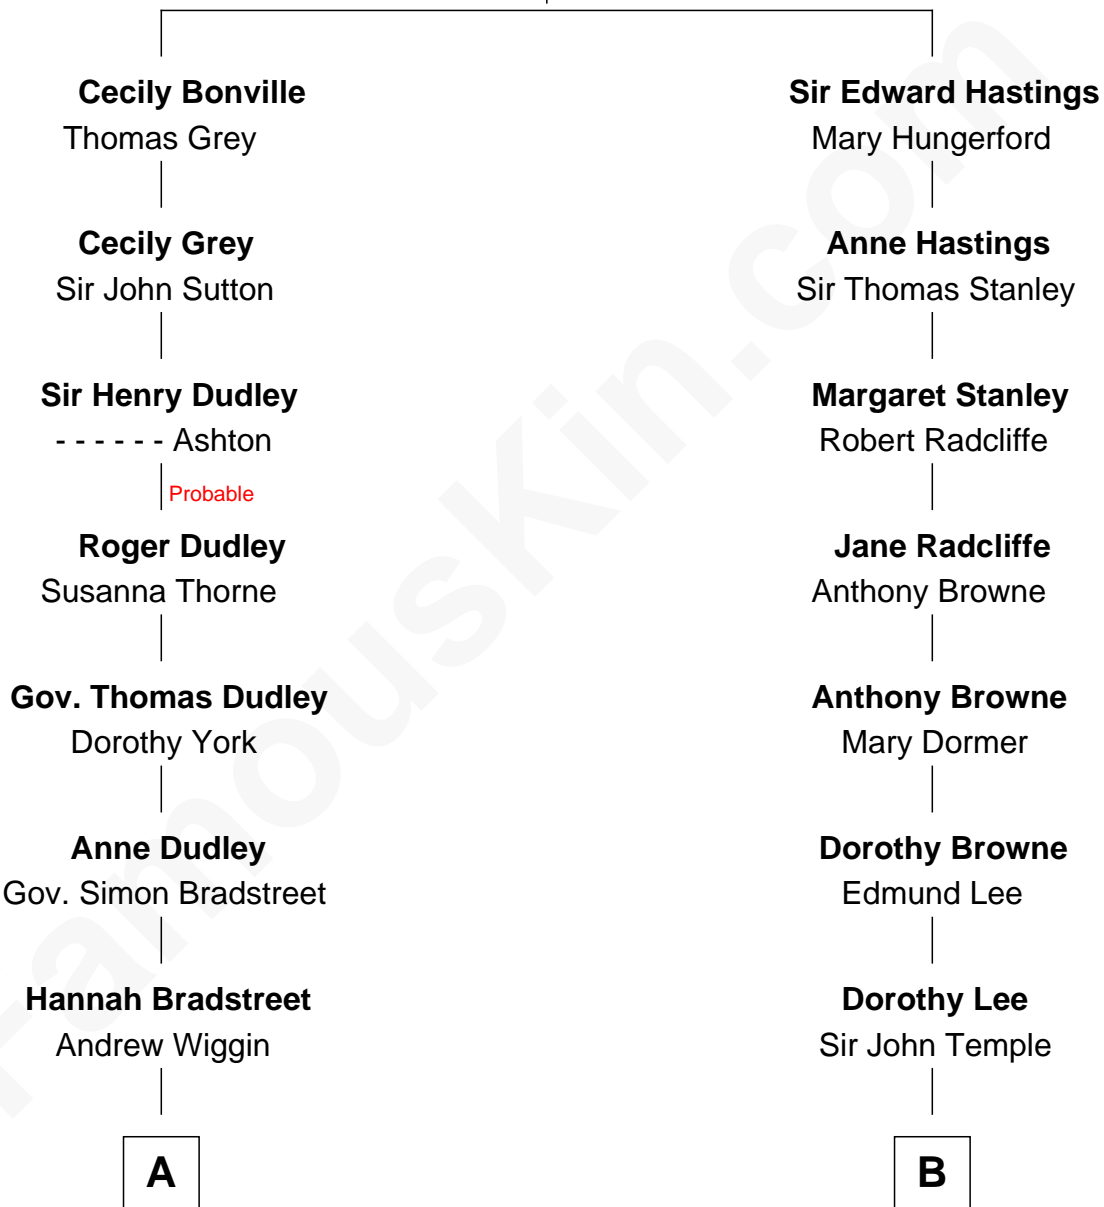 Cecily Bonville
Thomas Grey
Cecily Grey
Sir John Sutton
Sir Henry Dudley
- - - - - - Ashton
Probable
Roger Dudley
Susanna Thorne
Gov. Thomas Dudley
Dorothy York
Anne Dudley
Gov. Simon Bradstreet
Hannah Bradstreet
Andrew Wiggin
A
Sir Edward Hastings
Mary Hungerford
Anne Hastings
Sir Thomas Stanley
Margaret Stanley
Robert Radcliffe
Jane Radcliffe
Anthony Browne
Anthony Browne
Mary Dormer
Dorothy Browne
Edmund Lee
Dorothy Lee
Sir John Temple
B
FamousKin.com